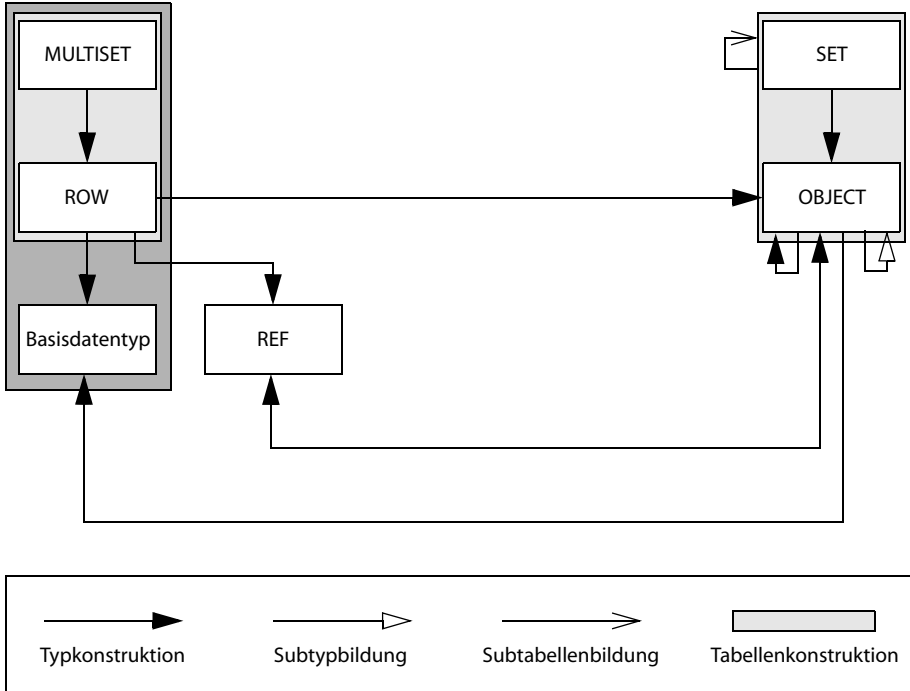 MULTISET
SET
ROW
OBJECT
Basisdatentyp
REF
Typkonstruktion
Subtypbildung
Subtabellenbildung
Tabellenkonstruktion